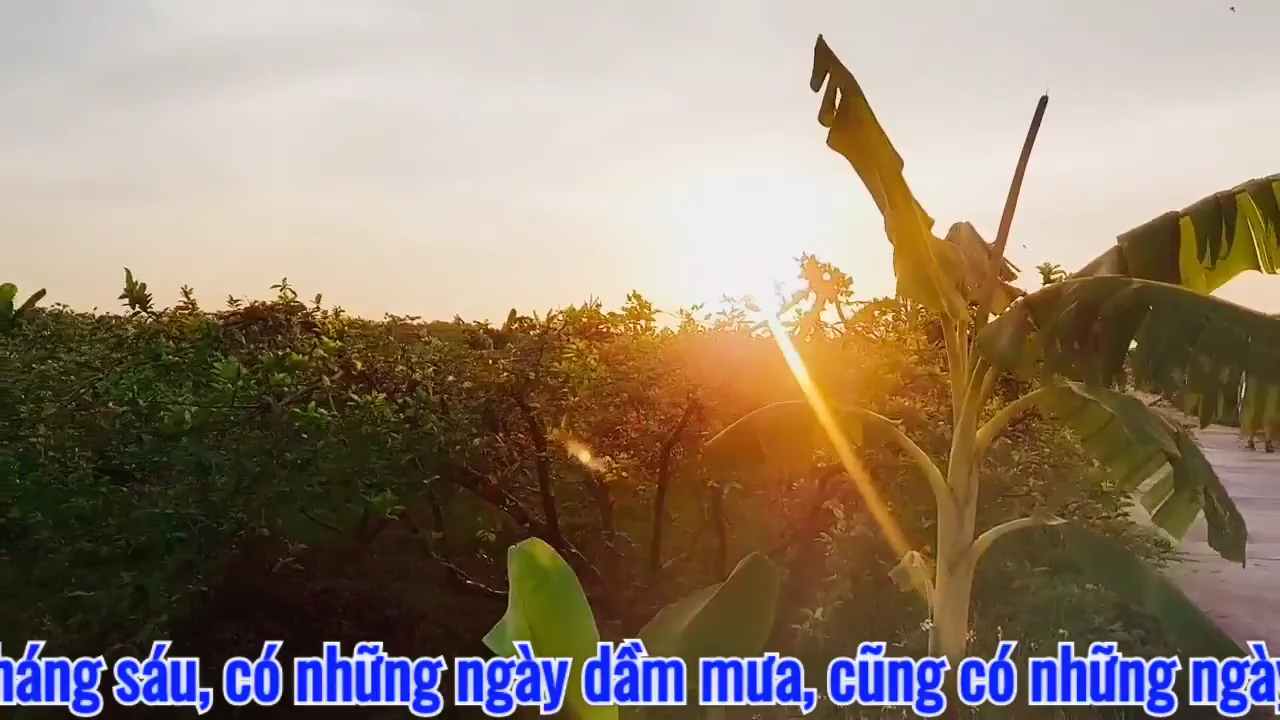 háng sáu, có những ngày dầm mưa, cũng có những ngày